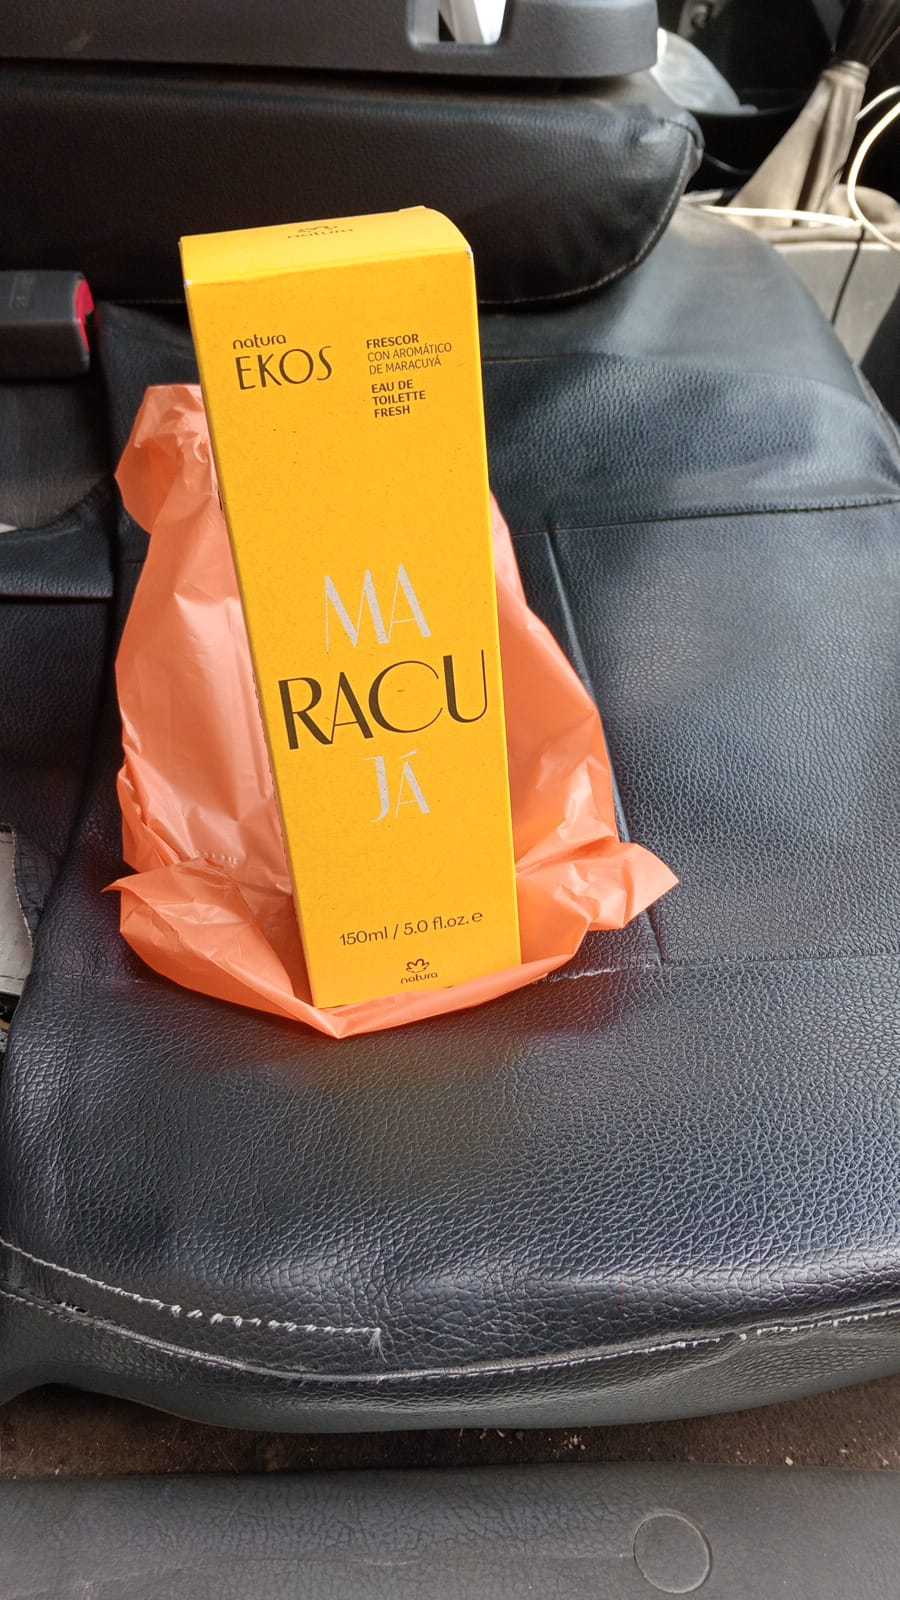 natura
natura
EKOS
FRESCOR
CON AROMÁTICO
DE MARACUYÁ
EAU DE
TOILETTE
FRESH
MA
RACU
JÁ
150ml / 5.0 fl.oz. e
natura